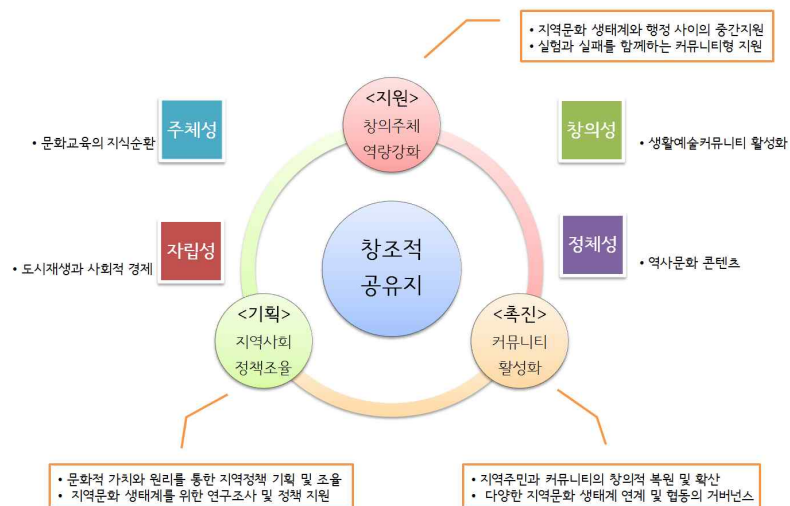 • 지역문화 생태계와 행정 사이의 중간지원
• 실험과 실패를 함께하는 커뮤니티형 지원
<지원>
창의주체
역량강화
주체성
• 문화교육의 지식순환
창의성
• 생활예술커뮤니티 활성화
자립성
• 도시재생과 사회적 경제
정체성
• 역사문화 콘텐츠
창조적
공유지
<기획>
지역사회
정책조율
<촉진>
커뮤니티
활성화
• 문화적 가치와 원리를 통한 지역정책 기획 및 조율
• 지역문화 생태계를 위한 연구조사 및 정책 지원
• 지역주민과 커뮤니티의 창의적 복원 및 확산
• 다양한 지역문화 생태계 연계 및 협동의 거버넌스